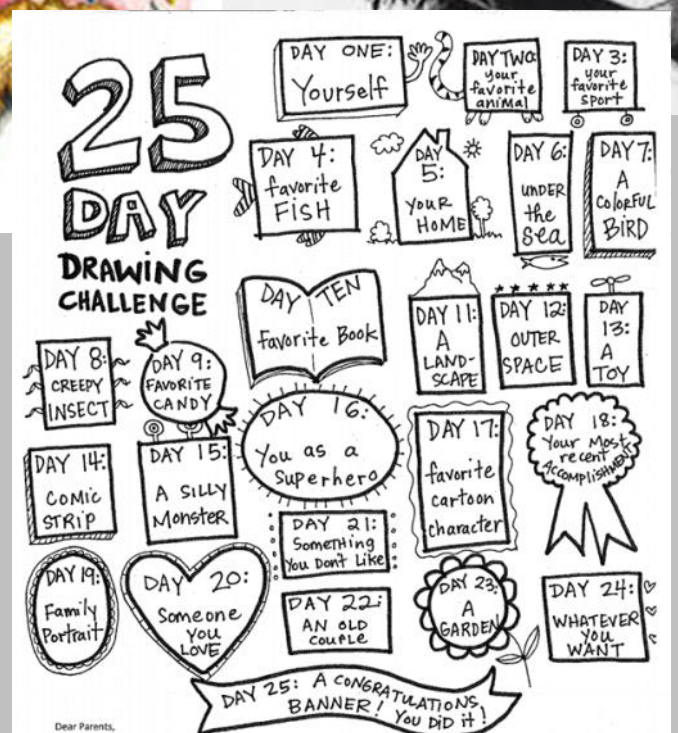 25
DAY
DRAWING
CHALLENGE
DAY ONE:
Yourself
DAY TWO:
your
favorite
animal
DAY 3:
your
favorite
sport
DAY 4:
favorite
FISH
DAY
5:
YOUR
HOME
DAY 6:
UNDER
the
sea
DAY 7:
A
COLORFUL
BIRD
DAY 8:
CREEPY
INSECT
DAY 9:
FAVORITE
CANDY
DAY TEN
Favorite Book
DAY 11:
A
LAND-
SCAPE
DAY 12:
OUTER
SPACE
DAY
13:
A
TOY
DAY 14:
COMIC
STRIP
DAY 15:
A SILLY
Monster
DAY 16:
You as a
Superhero
DAY 17:
favorite
cartoon
character
DAY 18:
Your Most
recent
ACCOMPLISHMENT
DAY 19:
Family
Portrait
DAY 20:
Someone
YOU
LOVE
DAY 21:
Something
You Don't Like
DAY 22:
AN OLD
COUPLE
DAY 23:
A
GARDEN
DAY 24:
WHATEVER
YOU
WANT
DAY 25: A CONGRATULATIONS
BANNER! YOU DID it!
Dear Parents,